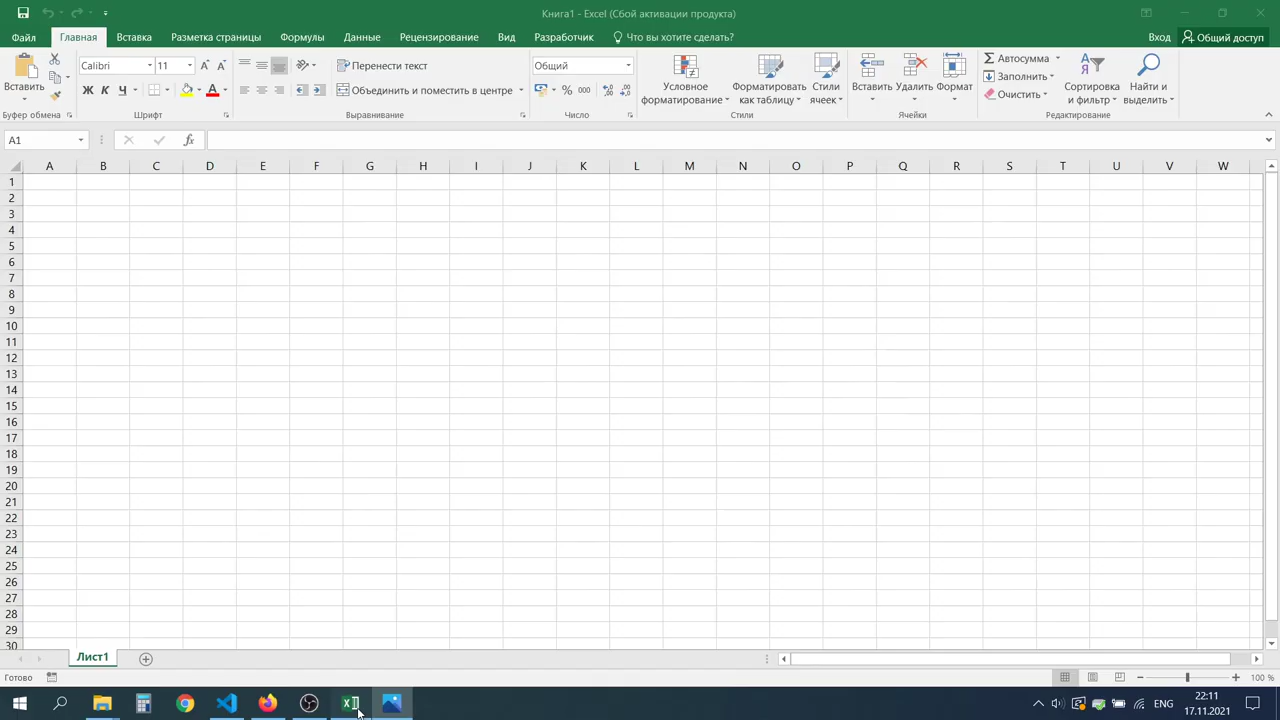 Книга1 - Excel (Сбой активации продукта)
Файл Главная Вставка Разметка страницы Формулы Данные Рецензирование Вид Разработчик Что вы хотите сделать? Вход Общий доступ
Вставить
Буфер обмена
Calibri 11
Ж К Ч А
Шрифт
Перенести текст
Объединить и поместить в центре
Выравнивание
Общий
% 000
Число
Условное форматирование
Форматировать как таблицу
Стили ячеек
Стили
Вставить Удалить Формат
Ячейки
Автосумма
Заполнить
Очистить
Сортировка и фильтр
Найти и выделить
Редактирование
A1 fx
A B C D E F G H I J K L M N O P Q R S T U V W
1
2
3
4
5
6
7
8
9
10
11
12
13
14
15
16
17
18
19
20
21
22
23
24
25
26
27
28
29
30
Лист1
Готово 100 %
ENG 22:11
17.11.2021